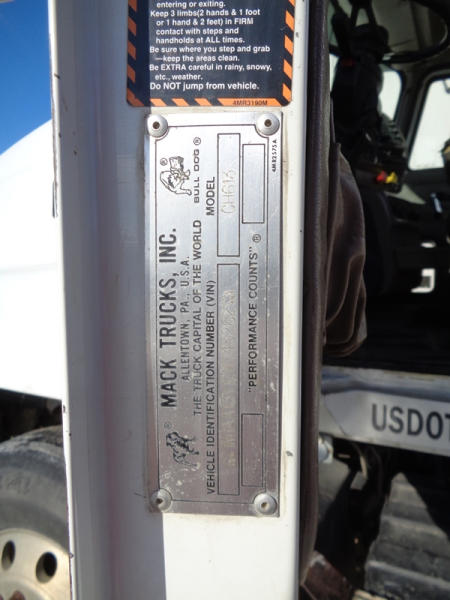 entering or exiting.
Keep 3 limbs(2 hands & 1 foot
or 1 hand & 2 feet) in FIRM
contact with steps and
handholds at ALL times.
Be sure where you step and grab
—keep the areas clean.
Be EXTRA careful in rainy, snowy,
etc., weather.
Do NOT jump from vehicle.
4MR3190M
4MR2575A
BULL DOG ®
®
MACK TRUCKS, INC.
ALLENTOWN, PA., U.S.A.
THE TRUCK CAPITAL OF THE WORLD
VEHICLE IDENTIFICATION NUMBER (VIN)
MODEL
CH613
"PERFORMANCE COUNTS" ®
USDOT